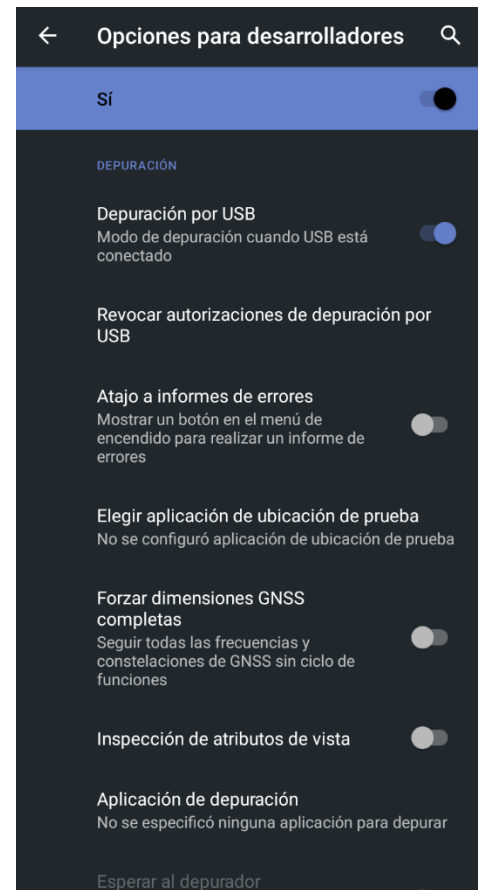 Opciones para desarrolladores
Sí
DEPURACIÓN
Depuración por USB
Modo de depuración cuando USB está
conectado
Revocar autorizaciones de depuración por
USB
Atajo a informes de errores
Mostrar un botón en el menú de
encendido para realizar un informe de
errores
Elegir aplicación de ubicación de prueba
No se configuró aplicación de ubicación de prueba
Forzar dimensiones GNSS
completas
Seguir todas las frecuencias y
constelaciones de GNSS sin ciclo de
funciones
Inspección de atributos de vista
Aplicación de depuración
No se especificó ninguna aplicación para depurar
Esperar al depurador